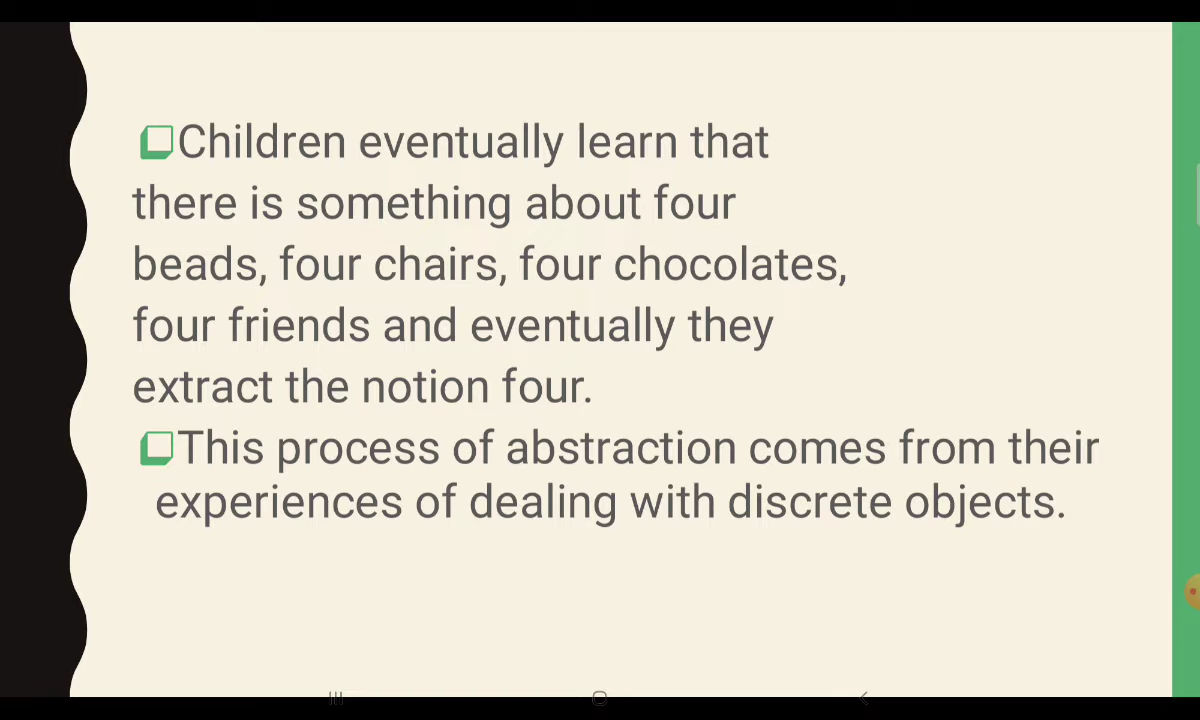 Children eventually learn that
there is something about four
beads, four chairs, four chocolates,
four friends and eventually they
extract the notion four.
This process of abstraction comes from their
experiences of dealing with discrete objects.